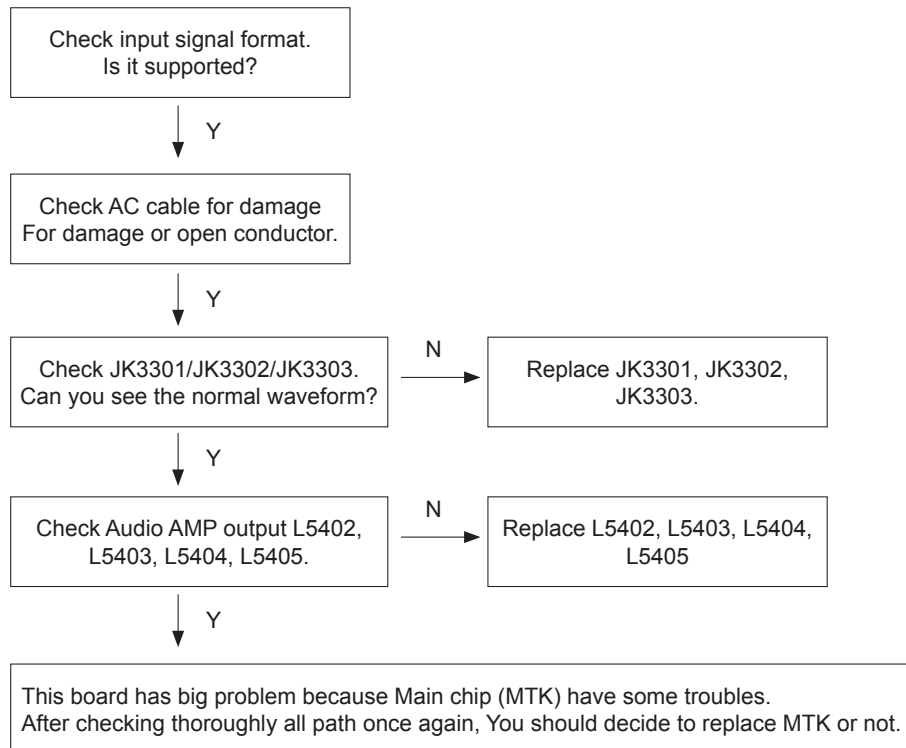 Check input signal format.
Is it supported?
Y
Check AC cable for damage
For damage or open conductor.
Y
Check JK3301/JK3302/JK3303.
Can you see the normal waveform?
N
Replace JK3301, JK3302,
JK3303.
Y
Check Audio AMP output L5402,
L5403, L5404, L5405.
N
Replace L5402, L5403, L5404,
L5405
Y
This board has big problem because Main chip (MTK) have some troubles.
After checking thoroughly all path once again, You should decide to replace MTK or not.